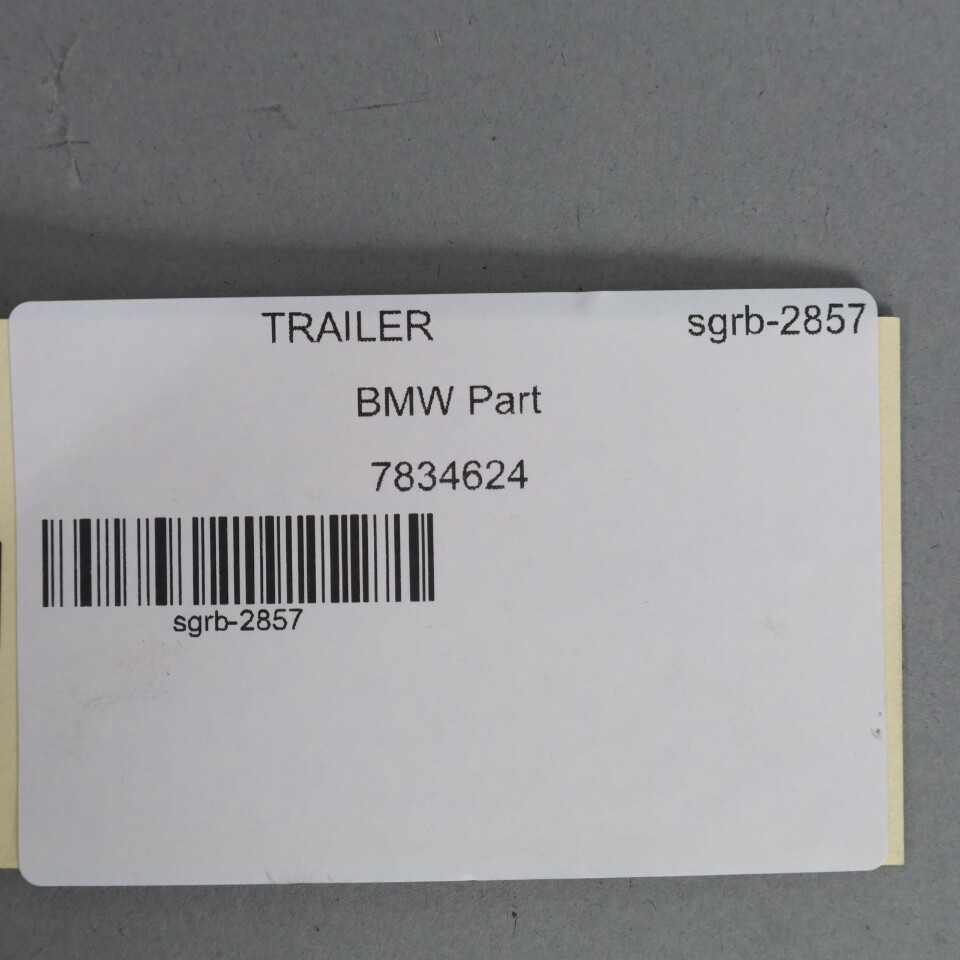 TRAILER sgrb-2857
BMW Part
7834624
sgrb-2857